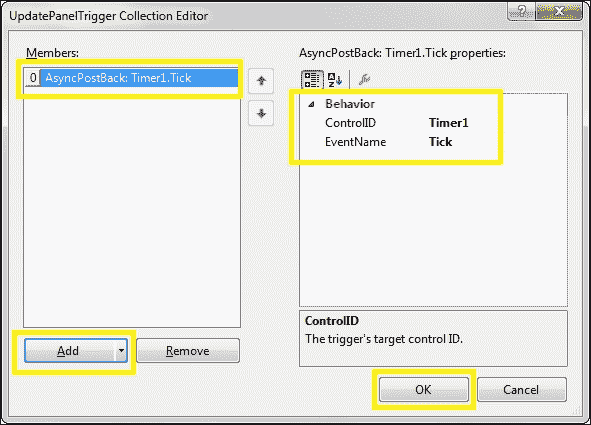 UpdatePanelTrigger Collection Editor
Members:
0 AsyncPostBack: Timer1.Tick
Add
Remove
AsyncPostBack: Timer1.Tick properties:
Behavior
ControlID Timer1
EventName Tick
ControlID
The trigger's target control ID.
OK
Cancel